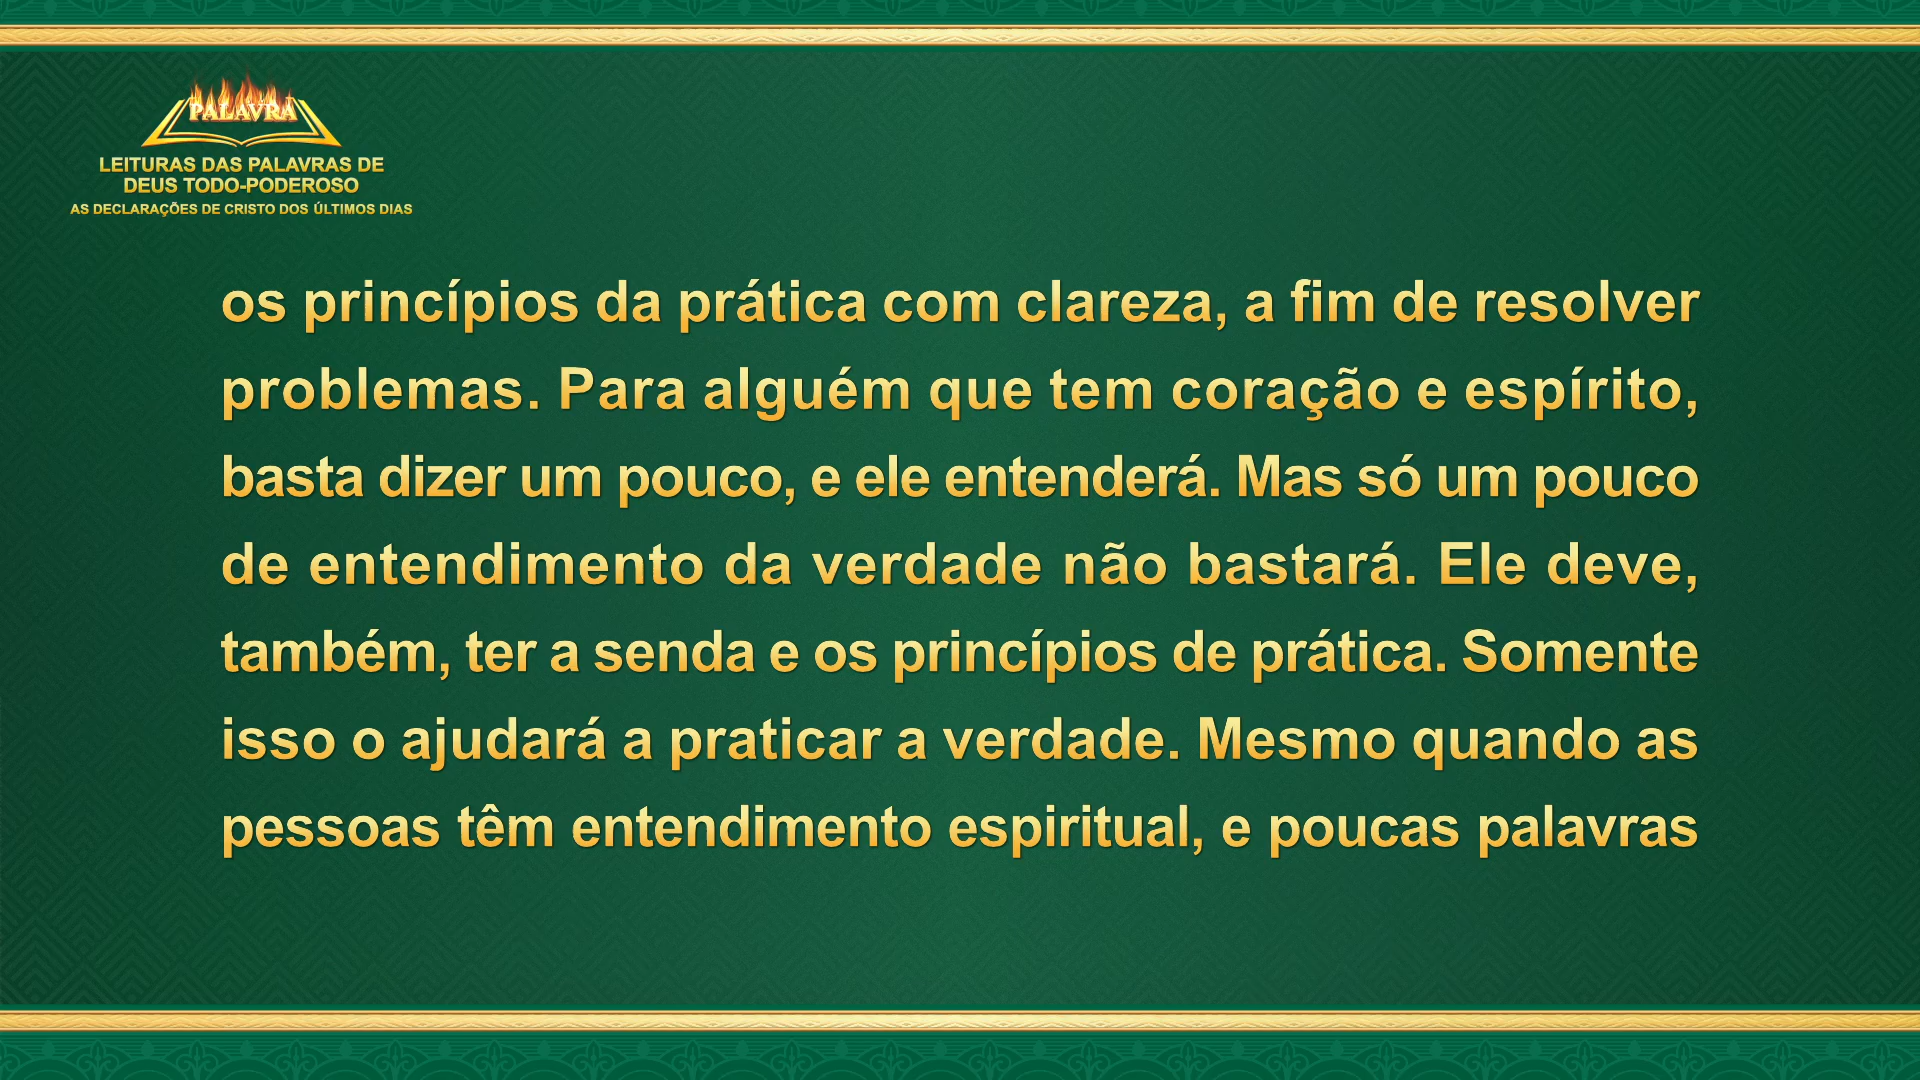 PALAVRA
LEITURAS DAS PALAVRAS DE
DEUS TODO-PODEROSO
AS DECLARAÇÕES DE CRISTO DOS ÚLTIMOS DIAS
os princípios da prática com clareza, a fim de resolver
problemas. Para alguém que tem coração e espírito,
basta dizer um pouco, e ele entenderá. Mas só um pouco
de entendimento da verdade não bastará. Ele deve,
também, ter a senda e os princípios de prática. Somente
isso o ajudará a praticar a verdade. Mesmo quando as
pessoas têm entendimento espiritual, e poucas palavras